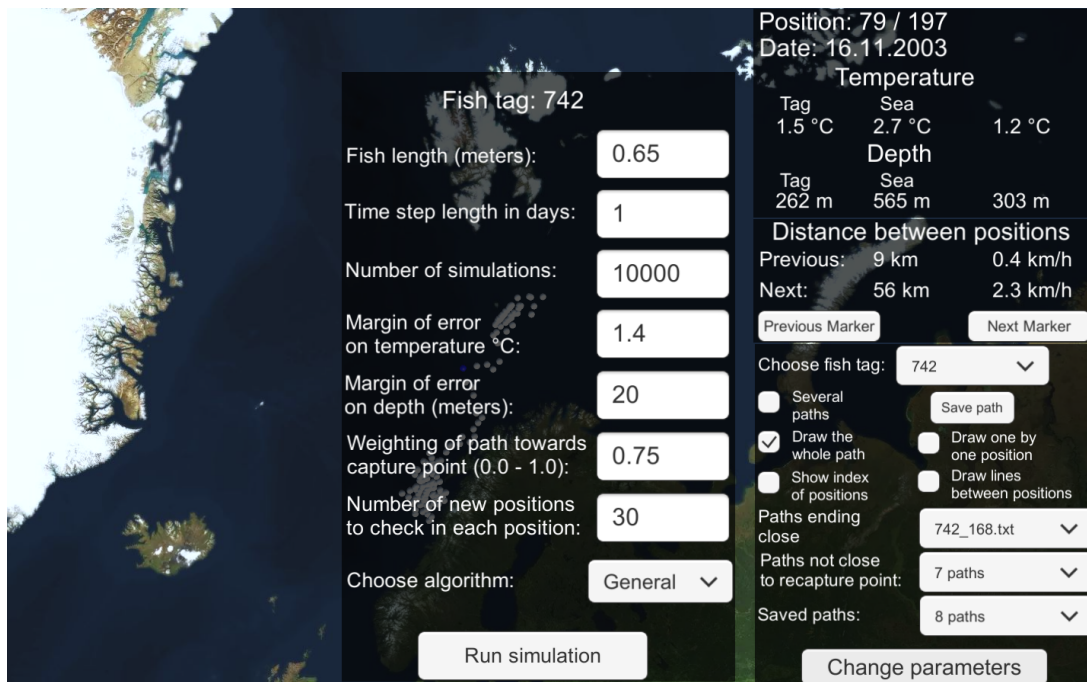 Fish tag: 742
Fish length (meters): 0.65
Time step length in days: 1
Number of simulations: 10000
Margin of error
on temperature °C: 1.4
Margin of error
on depth (meters): 20
Weighting of path towards
capture point (0.0 - 1.0): 0.75
Number of new positions
to check in each position: 30
Choose algorithm: General
Run simulation
Position: 79 / 197
Date: 16.11.2003
Temperature
Tag Sea
1.5 °C 2.7 °C 1.2 °C
Depth
Tag Sea
262 m 565 m 303 m
Distance between positions
Previous: 9 km 0.4 km/h
Next: 56 km 2.3 km/h
Previous Marker Next Marker
Choose fish tag: 742
Several
paths
Save path
Draw the
whole path
Draw one by
one position
Show index
of positions
Draw lines
between positions
Paths ending
close
742_168.txt
Paths not close
to recapture point:
7 paths
Saved paths: 8 paths
Change parameters